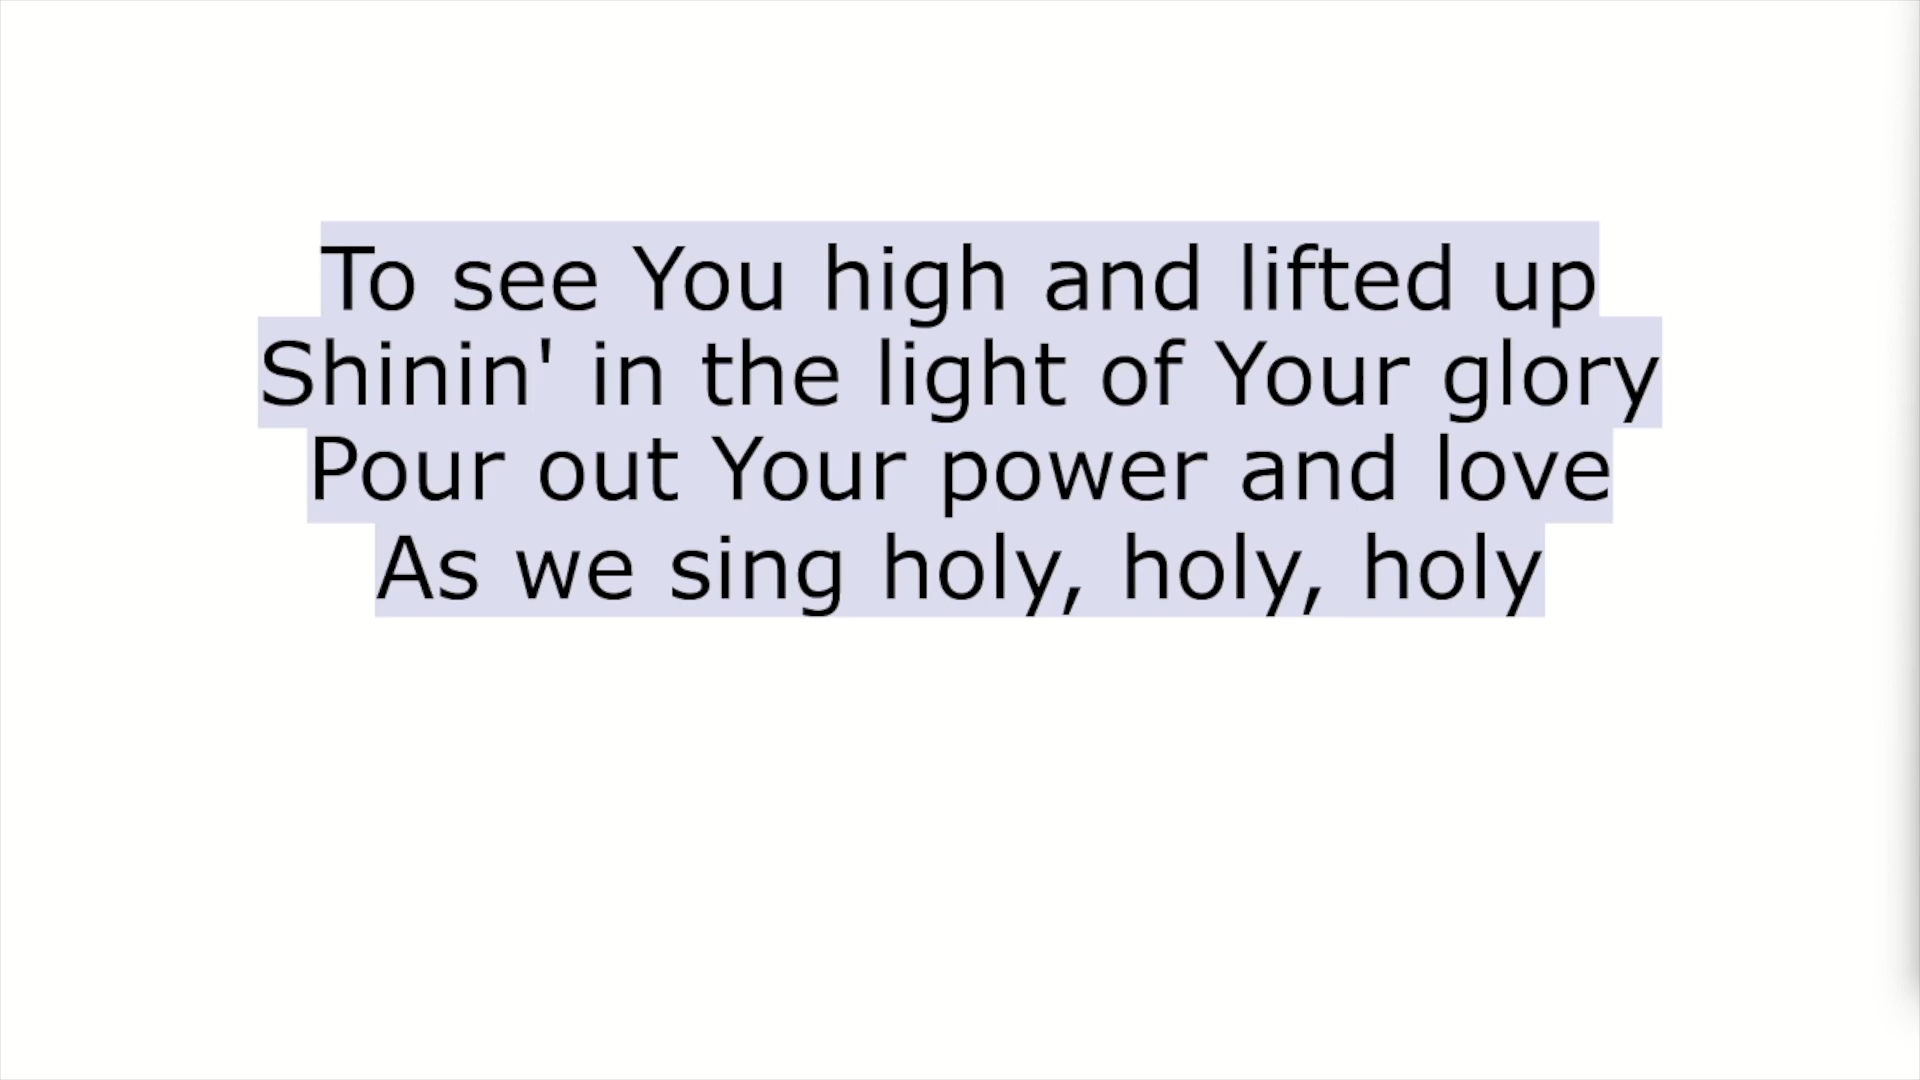 To see You high and lifted up
Shinin' in the light of Your glory
Pour out Your power and love
As we sing holy, holy, holy